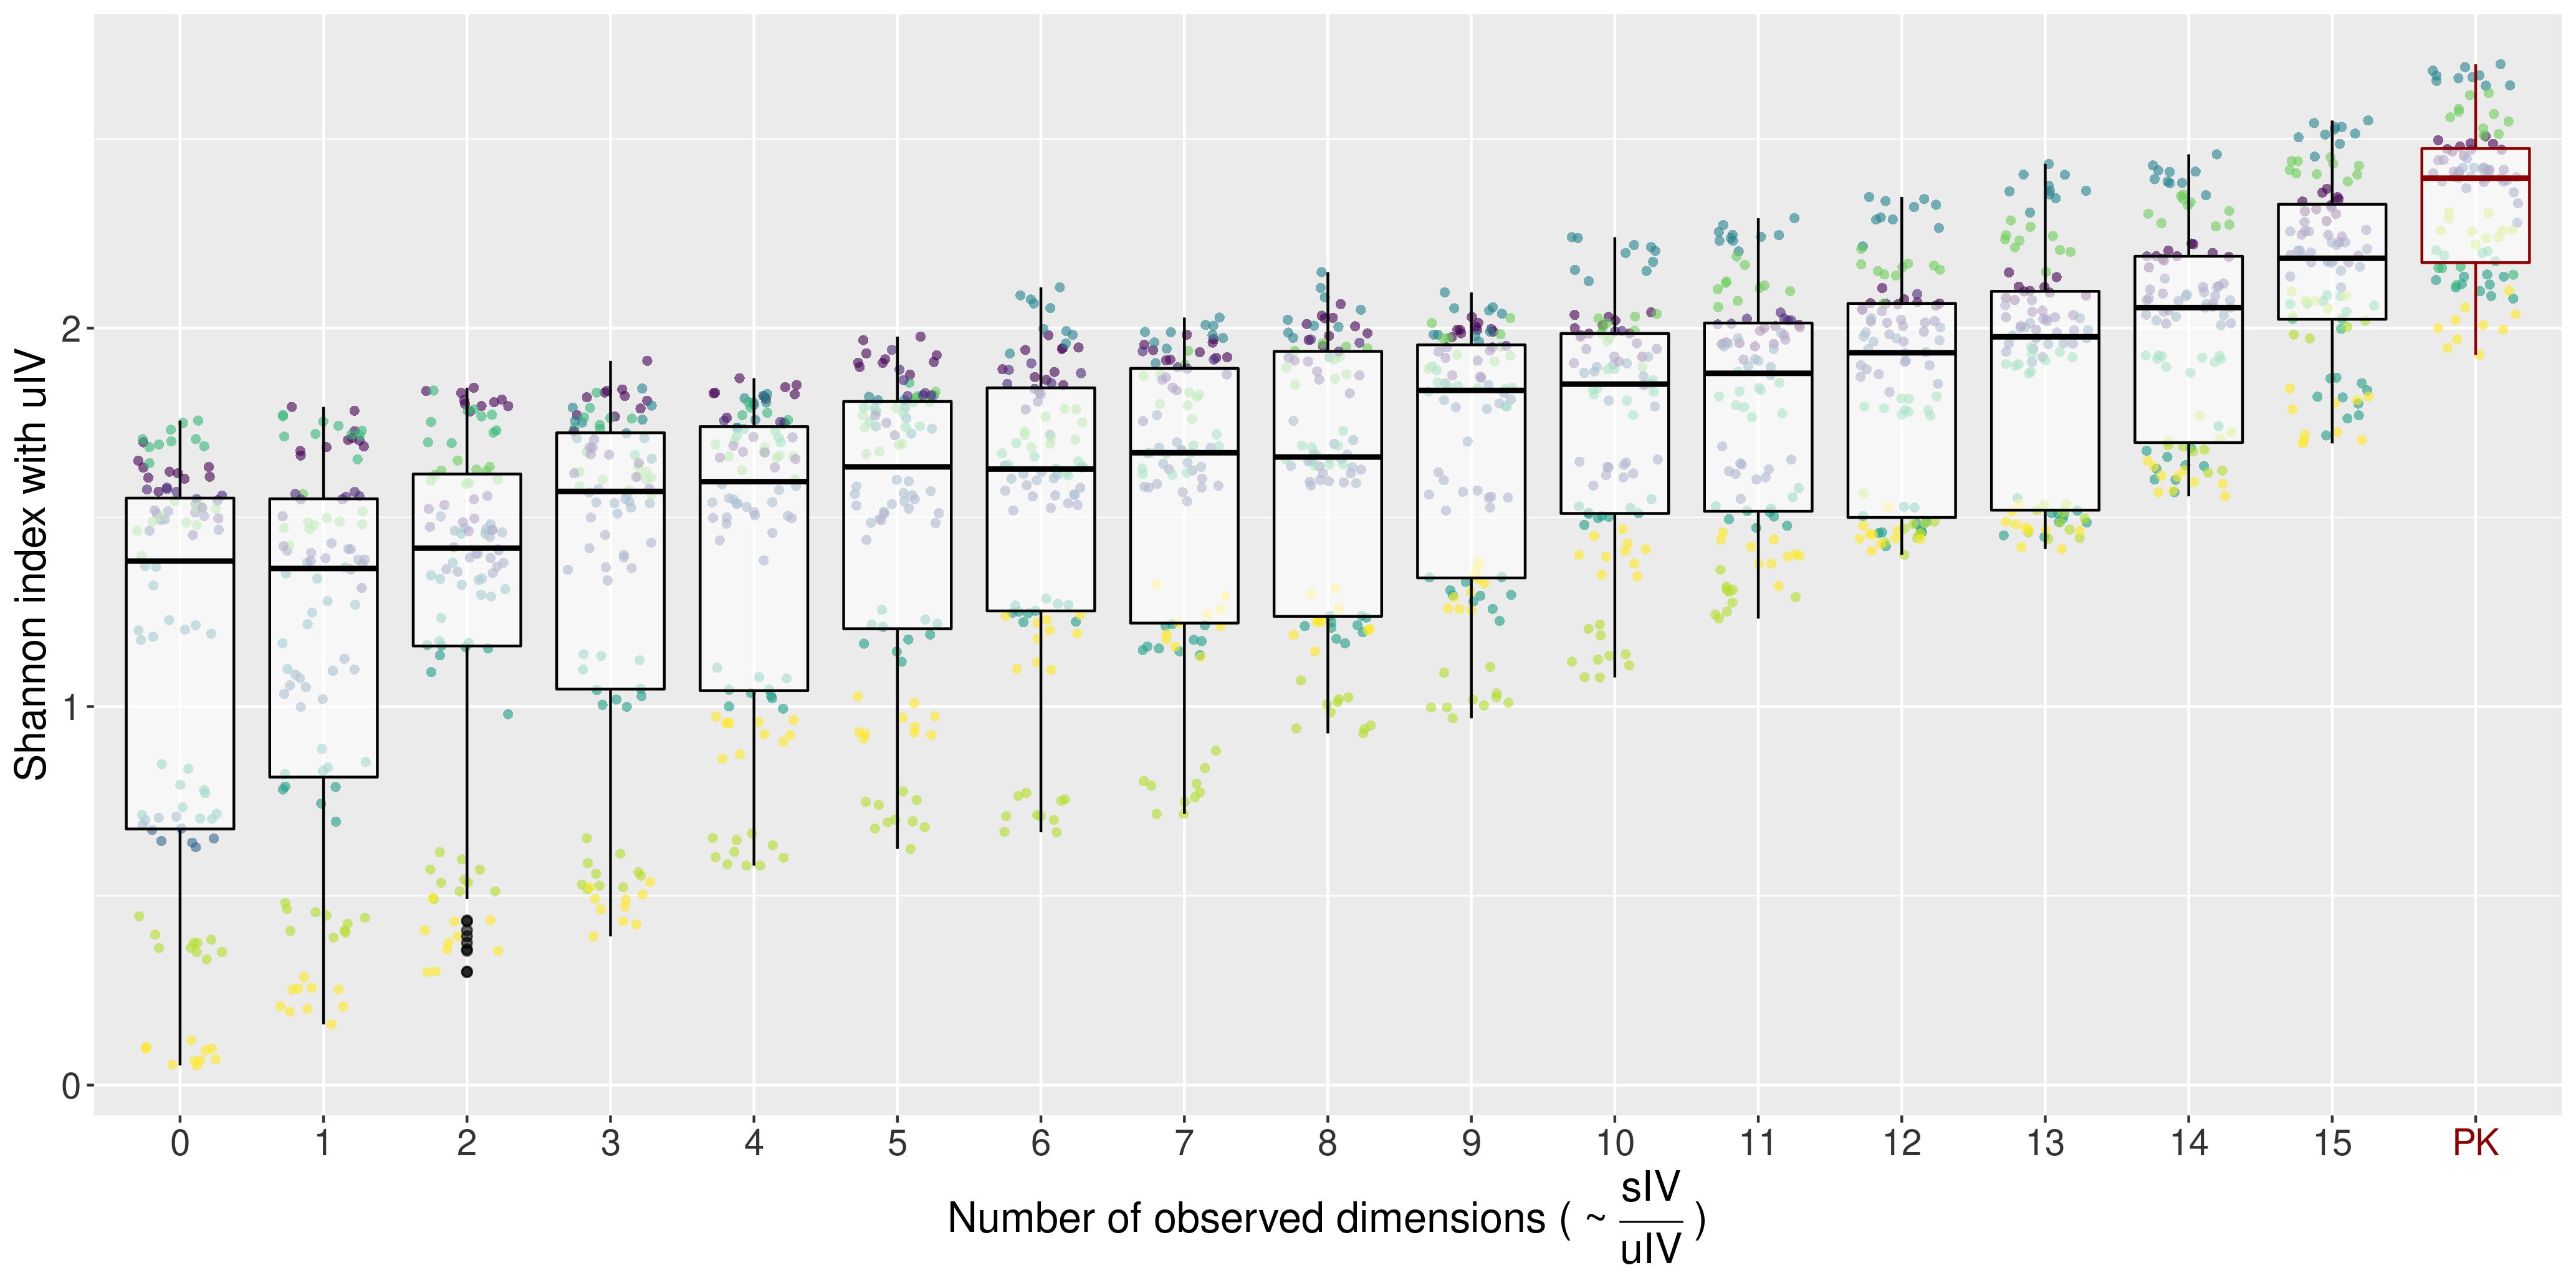 Shannon index with uIV
2
1
0
0 1 2 3 4 5 6 7 8 9 10 11 12 13 14 15 PK
sIV
Number of observed dimensions ( ~ )
uIV